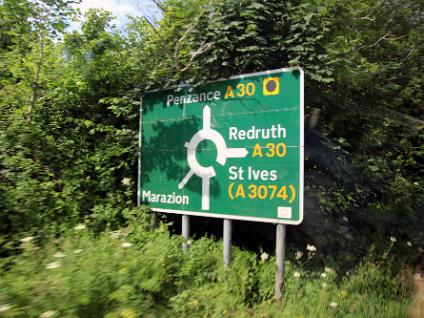 Penzance A 30
Redruth
A 30
St Ives
(A 3074)
Marazion